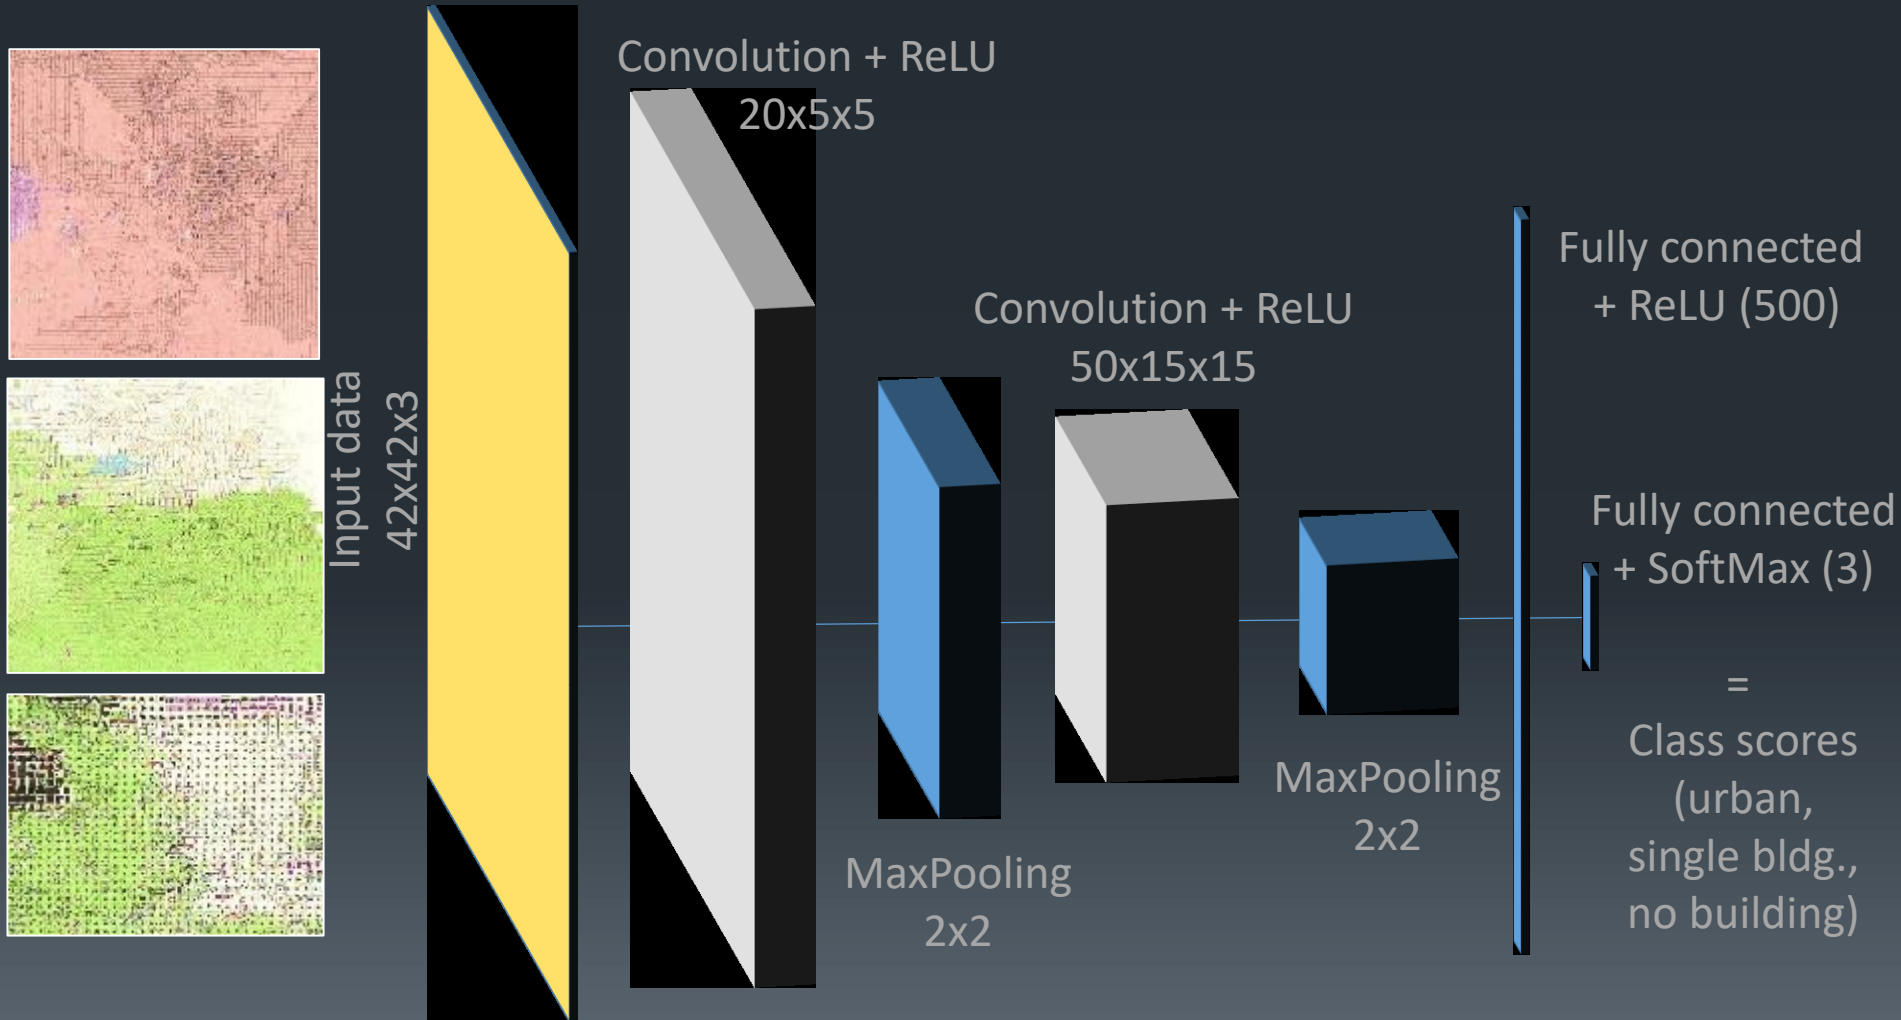 Input data
42x42x3
Convolution + ReLU
20x5x5
MaxPooling
2x2
Convolution + ReLU
50x15x15
MaxPooling
2x2
Fully connected
+ ReLU (500)
Fully connected
+ SoftMax (3)
=
Class scores
(urban,
single bldg.,
no building)